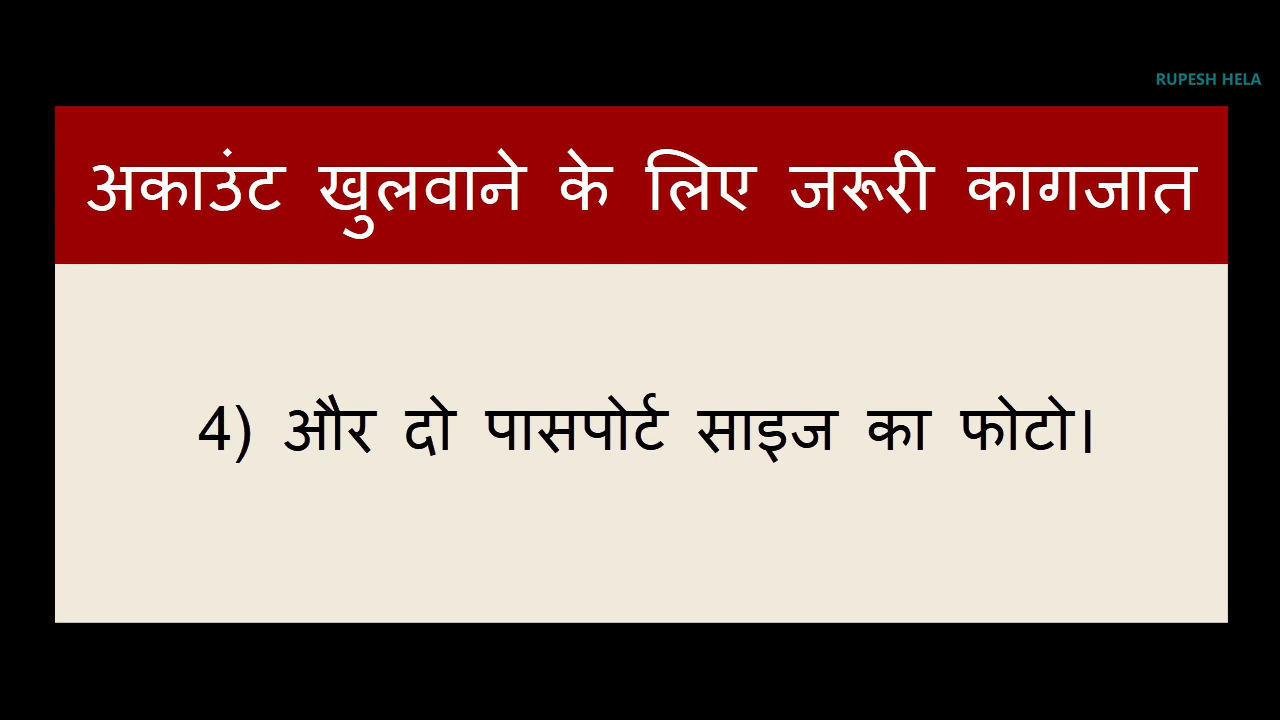 RUPESH HELA
अकाउंट खुलवाने के लिए जरूरी कागजात
4) और दो पासपोर्ट साइज का फोटो।